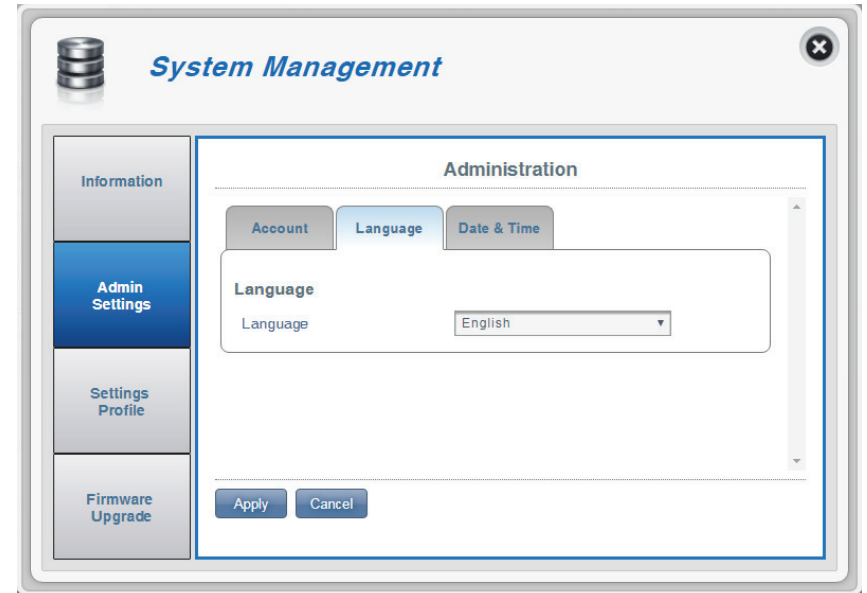 System Management
Information
Admin
Settings
Settings
Profile
Firmware
Upgrade
Administration
Account
Language
Date & Time
Language
Language
English
Apply
Cancel